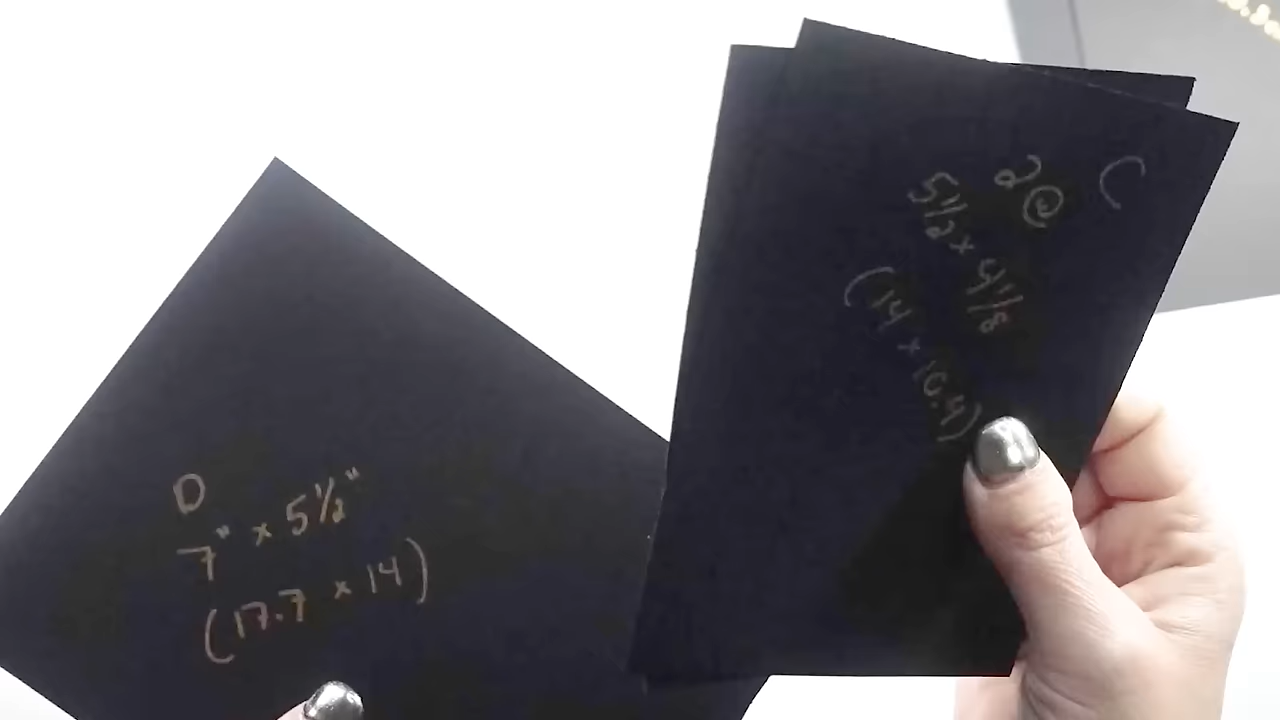 D
7" x 5½"
(17.7 x 14)
C
2@
5½ x 4⅛
(14 x 10.4)